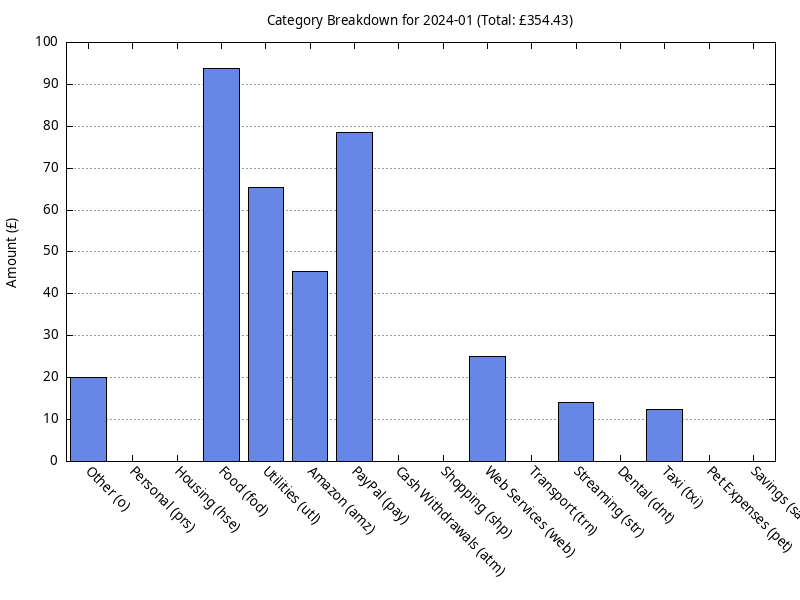 Category Breakdown for 2024-01 (Total: £354.43)
100
90
80
70
60
50
40
30
20
10
0
Amount (£)
Other (o)
Personal (prs)
Housing (hse)
Food (fod)
Utilities (utl)
Amazon (amz)
PayPal (pay)
Cash Withdrawals (atm)
Shopping (shp)
Web Services (web)
Transport (trn)
Streaming (str)
Dental (dnt)
Taxi (txi)
Pet Expenses (pet)
Savings